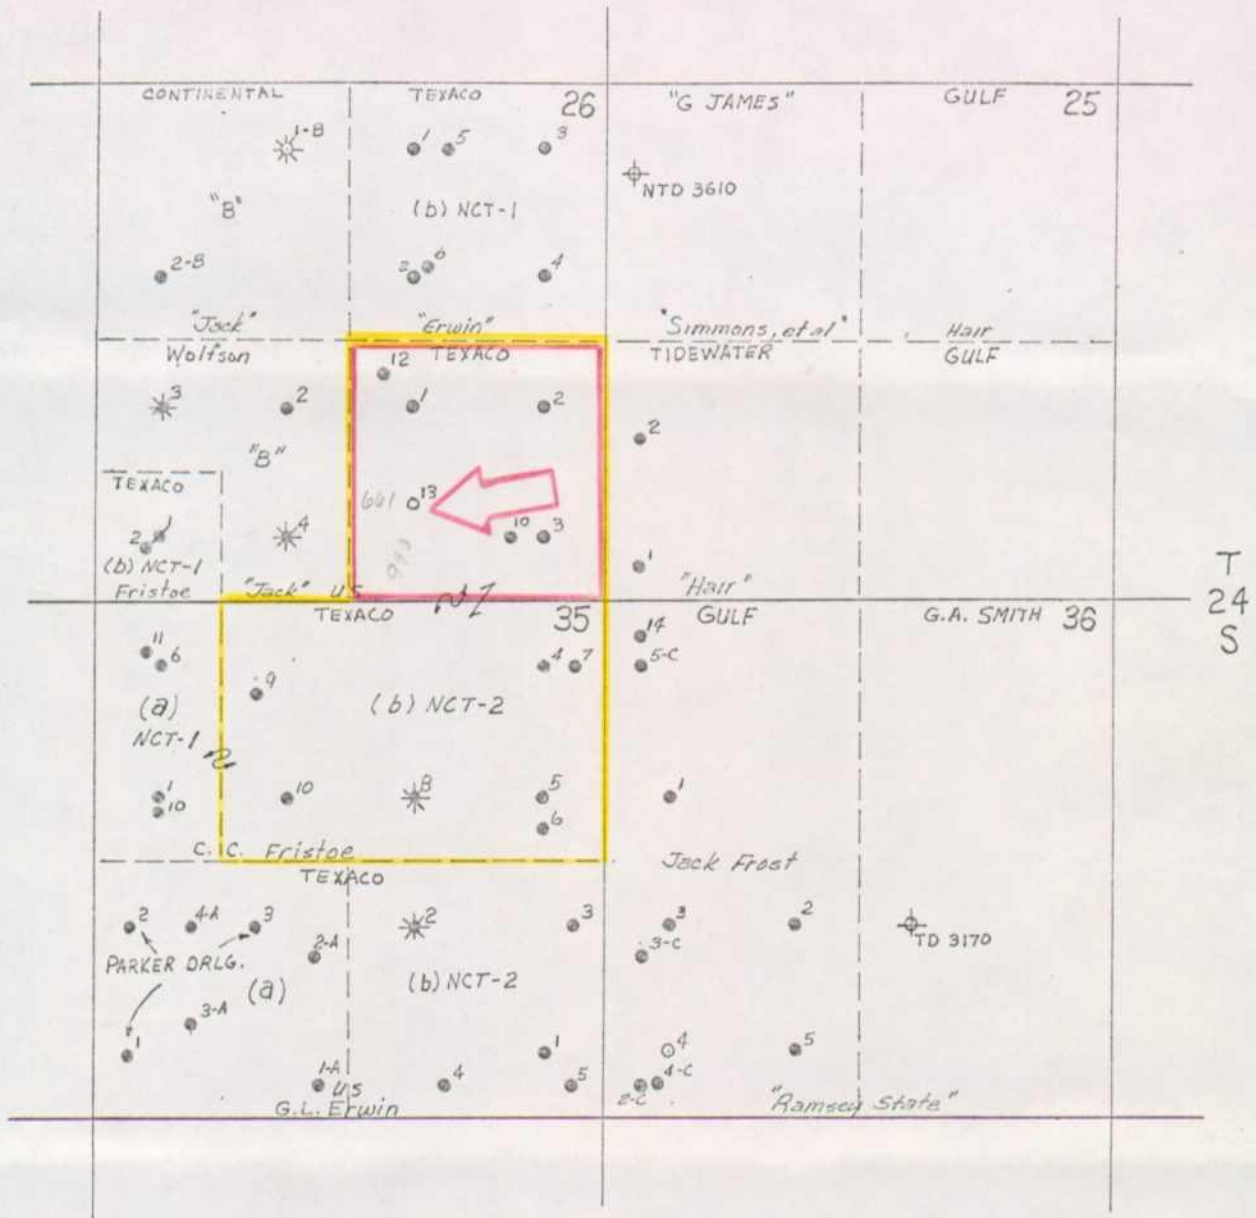 CONTINENTAL TEXACO 26 "G JAMES" GULF 25
1-B 1 5 3
NTD 3610
"B" (b) NCT-1
2-B 6 4
"Jack" "Erwin" "Simmons, et al" Hair
Wolfson TEXACO TIDEWATER GULF
12
3 2 1 2
2
"B"
TEXACO
661 13
4 10 3
2
990
(b) NCT-1 1
Fristoe "Jack" US "Hair"
TEXACO 35 GULF G.A. SMITH 36
T
24
S
11 14
6 4 7 5-C
9
(a) (b) NCT-2
NCT-1
1 10 8 5 1
10 6
C. C. Fristoe Jack Frost
TEXACO
2 4-A 3 2 3 3 2
TD 3170
2-A 3-C
PARKER DRLG.
(a) (b) NCT-2
3-A
1 1 4 5
1-A 4 5 2-C 4-C
US
G.L. Erwin "Ramsey State"